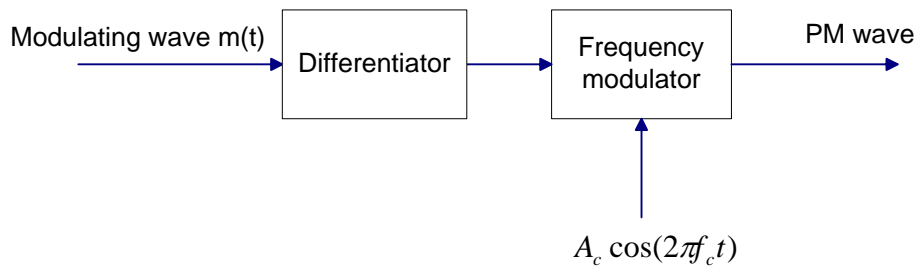 Modulating wave m(t)
Differentiator
Frequency
modulator
PM wave
A_c cos(2πf_c t)